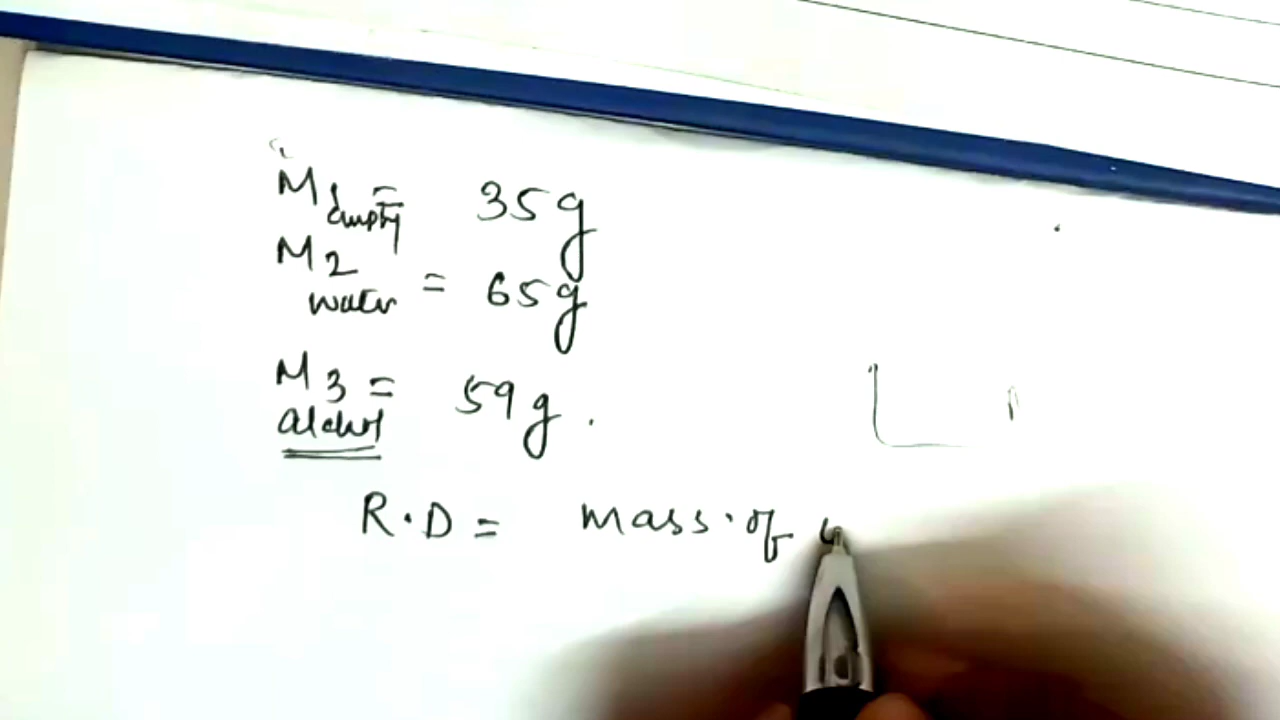 M1 empty = 35g
M2 water = 65g
M3 = 59g.
alcohol
R.D = mass of